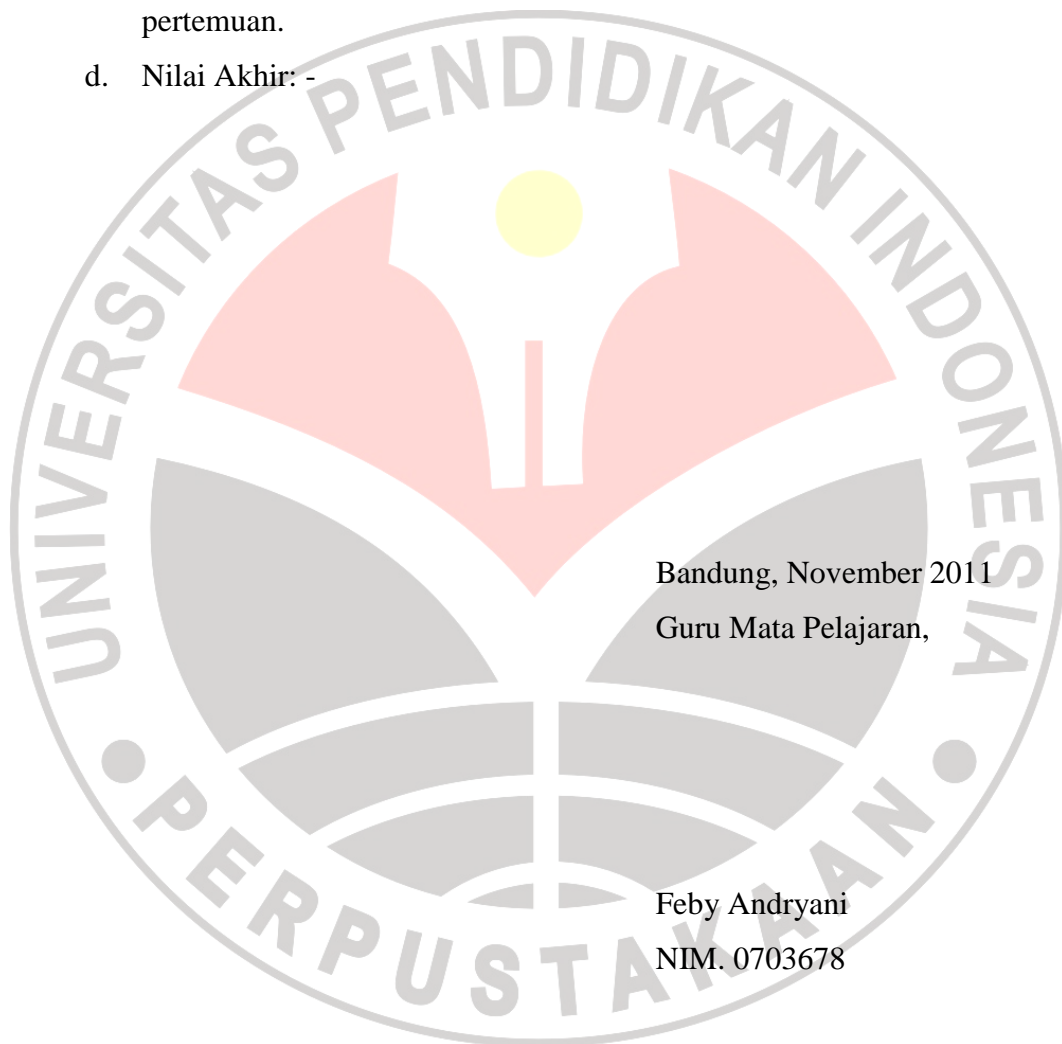 pertemuan.
d. Nilai Akhir: -
UNIVERSITAS PENDIDIKAN INDONESIA
Bandung, November 2011
Guru Mata Pelajaran,
Feby Andryani
NIM. 0703678
PERPUSTAKAAN